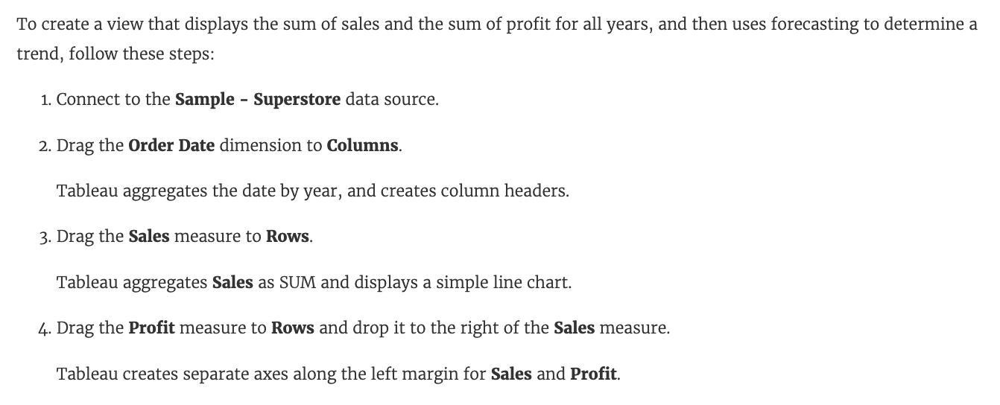 To create a view that displays the sum of sales and the sum of profit for all years, and then uses forecasting to determine a
trend, follow these steps:
1. Connect to the Sample - Superstore data source.
2. Drag the Order Date dimension to Columns.
Tableau aggregates the date by year, and creates column headers.
3. Drag the Sales measure to Rows.
Tableau aggregates Sales as SUM and displays a simple line chart.
4. Drag the Profit measure to Rows and drop it to the right of the Sales measure.
Tableau creates separate axes along the left margin for Sales and Profit.